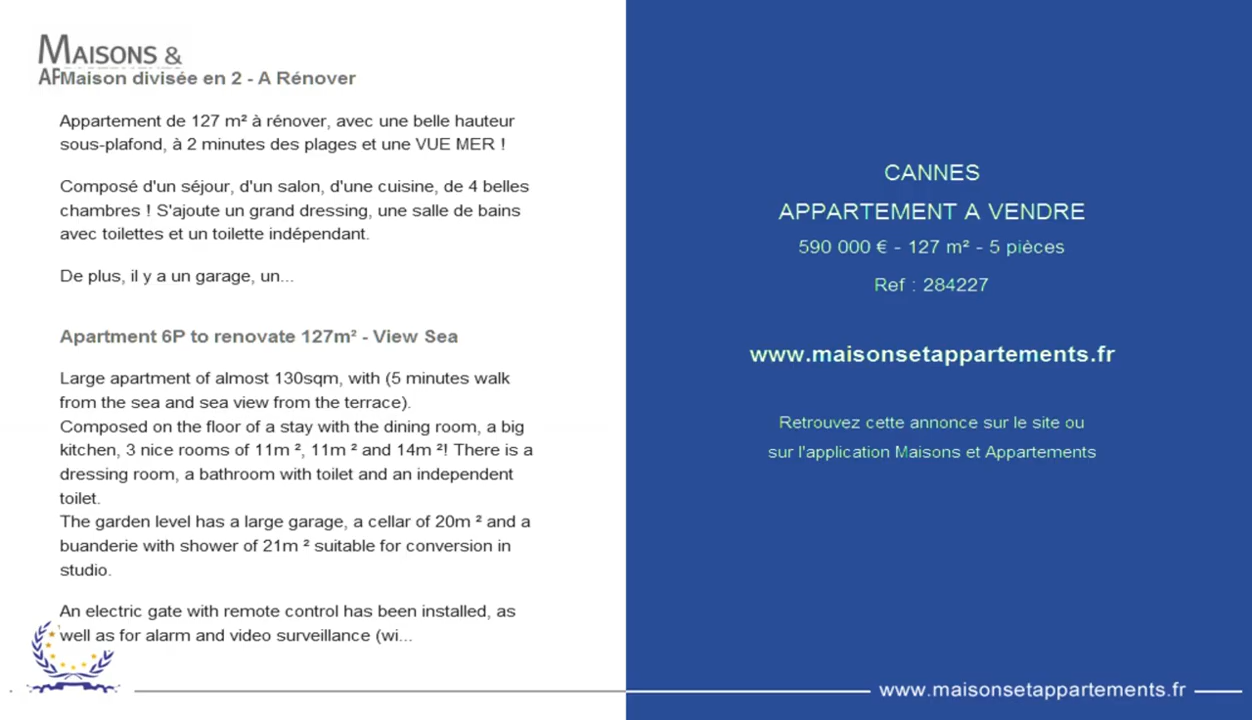 MAISONS &
AP
Maison divisée en 2 - A Rénover
Appartement de 127 m² à rénover, avec une belle hauteur
sous-plafond, à 2 minutes des plages et une VUE MER !
Composé d'un séjour, d'un salon, d'une cuisine, de 4 belles
chambres ! S'ajoute un grand dressing, une salle de bains
avec toilettes et un toilette indépendant.
De plus, il y a un garage, un...
Apartment 6P to renovate 127m² - View Sea
Large apartment of almost 130sqm, with (5 minutes walk
from the sea and sea view from the terrace).
Composed on the floor of a stay with the dining room, a big
kitchen, 3 nice rooms of 11m ², 11m ² and 14m ²! There is a
dressing room, a bathroom with toilet and an independent
toilet.
The garden level has a large garage, a cellar of 20m ² and a
buanderie with shower of 21m ² suitable for conversion in
studio.
An electric gate with remote control has been installed, as
well as for alarm and video surveillance (wi...
CANNES
APPARTEMENT A VENDRE
590 000 € - 127 m² - 5 pièces
Ref : 284227
www.maisonsetappartements.fr
Retrouvez cette annonce sur le site ou
sur l'application Maisons et Appartements
www.maisonsetappartements.fr